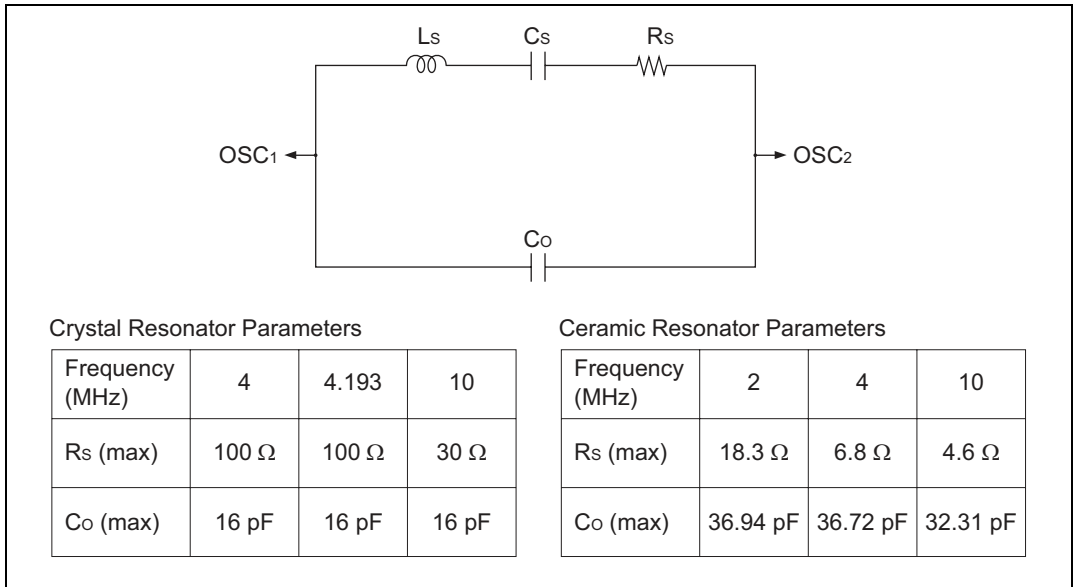 Ls Cs Rs
OSC1 OSC2
Co
Crystal Resonator Parameters
Frequency (MHz) 4 4.193 10
Rs (max) 100 Ω 100 Ω 30 Ω
Co (max) 16 pF 16 pF 16 pF
Ceramic Resonator Parameters
Frequency (MHz) 2 4 10
Rs (max) 18.3 Ω 6.8 Ω 4.6 Ω
Co (max) 36.94 pF 36.72 pF 32.31 pF